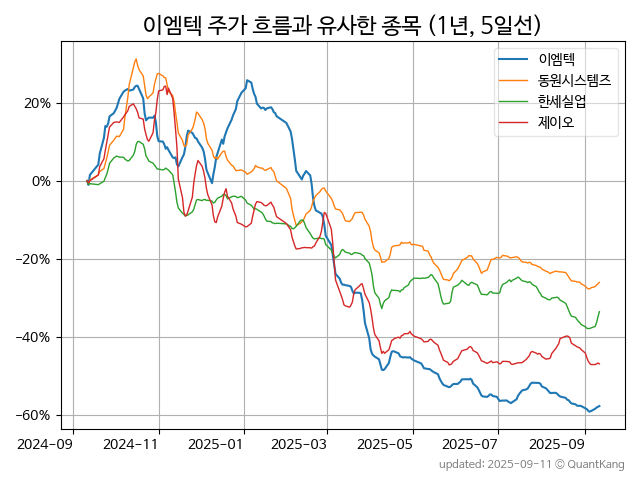 이엠텍 주가 흐름과 유사한 종목 (1년, 5일선)
이엠텍
동원시스템즈
한세실업
제이오
20%
0%
−20%
−40%
−60%
2024-09 2024-11 2025-01 2025-03 2025-05 2025-07 2025-09
updated: 2025-09-11 © QuantKang